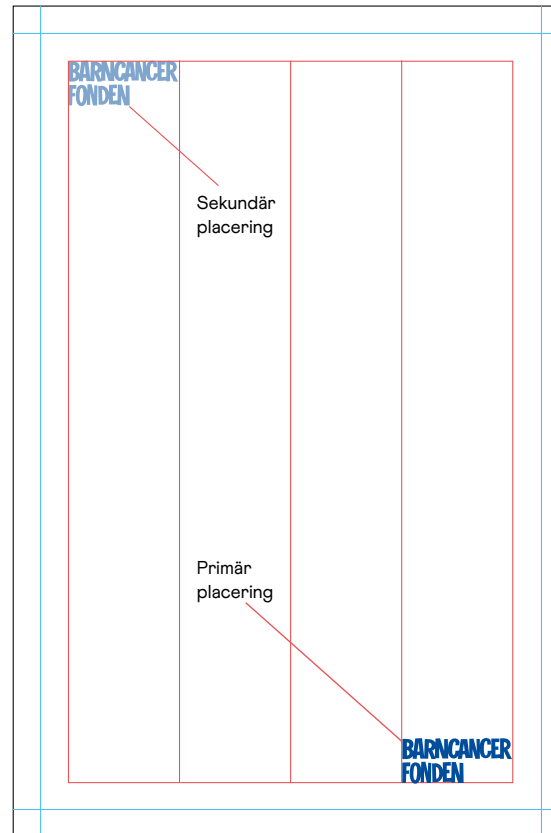 BARNCANCER
FONDEN
Sekundär
placering
Primär
placering
BARNCANCER
FONDEN